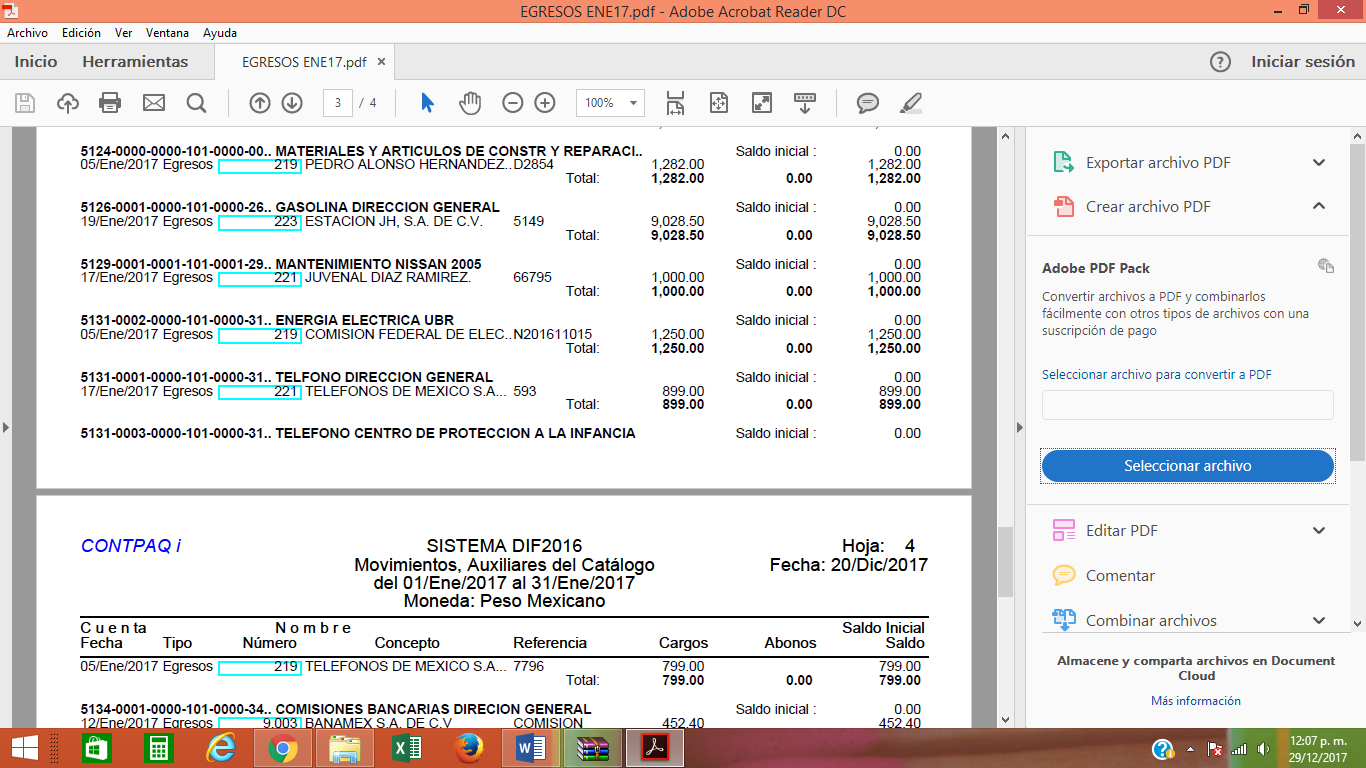 EGRESOS ENE17.pdf - Adobe Acrobat Reader DC
Archivo Edición Ver Ventana Ayuda
Inicio Herramientas EGRESOS ENE17.pdf × Iniciar sesión
3 / 4 100%
5124-0000-0000-101-0000-00.. MATERIALES Y ARTICULOS DE CONSTR Y REPARACI.. Saldo inicial : 0.00
05/Ene/2017 Egresos 219 PEDRO ALONSO HERNANDEZ.. D2854 1,282.00 1,282.00
Total: 1,282.00 0.00 1,282.00
5126-0001-0000-101-0000-26.. GASOLINA DIRECCION GENERAL Saldo inicial : 0.00
19/Ene/2017 Egresos 223 ESTACION JH, S.A. DE C.V. 5149 9,028.50 9,028.50
Total: 9,028.50 0.00 9,028.50
5129-0001-0001-101-0001-29.. MANTENIMIENTO NISSAN 2005 Saldo inicial : 0.00
17/Ene/2017 Egresos 221 JUVENAL DIAZ RAMIREZ. 66795 1,000.00 1,000.00
Total: 1,000.00 0.00 1,000.00
5131-0002-0000-101-0000-31.. ENERGIA ELECTRICA UBR Saldo inicial : 0.00
05/Ene/2017 Egresos 219 COMISION FEDERAL DE ELEC.. N201611015 1,250.00 1,250.00
Total: 1,250.00 0.00 1,250.00
5131-0001-0000-101-0000-31.. TELFONO DIRECCION GENERAL Saldo inicial : 0.00
17/Ene/2017 Egresos 221 TELEFONOS DE MEXICO S.A... 593 899.00 899.00
Total: 899.00 0.00 899.00
5131-0003-0000-101-0000-31.. TELEFONO CENTRO DE PROTECCION A LA INFANCIA Saldo inicial : 0.00
CONTPAQ i SISTEMA DIF2016 Hoja: 4
Movimientos, Auxiliares del Catálogo Fecha: 20/Dic/2017
del 01/Ene/2017 al 31/Ene/2017
Moneda: Peso Mexicano
C u e n t a N o m b r e Saldo Inicial
Fecha Tipo Número Concepto Referencia Cargos Abonos Saldo
05/Ene/2017 Egresos 219 TELEFONOS DE MEXICO S.A... 7796 799.00 799.00
Total: 799.00 0.00 799.00
5134-0001-0000-101-0000-34.. COMISIONES BANCARIAS DIRECION GENERAL Saldo inicial : 0.00
12/Ene/2017 Egresos 9,003 BANAMEX S.A. DE C.V COMISION 452.40 452.40
Exportar archivo PDF
Crear archivo PDF
Adobe PDF Pack
Convertir archivos a PDF y combinarlos
fácilmente con otros tipos de archivos con una
suscripción de pago
Seleccionar archivo para convertir a PDF
Seleccionar archivo
Editar PDF
Comentar
Combinar archivos
Almacene y comparta archivos en Document
Cloud
Más información
12:07 p. m.
29/12/2017